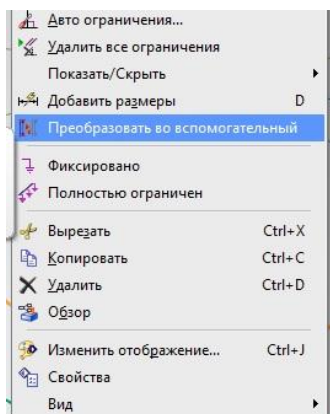 Авто ограничения...
Удалить все ограничения
Показать/Скрыть
Добавить размеры D
Преобразовать во вспомогательный
Фиксировано
Полностью ограничен
Вырезать Ctrl+X
Копировать Ctrl+C
Удалить Ctrl+D
Обзор
Изменить отображение... Ctrl+J
Свойства
Вид